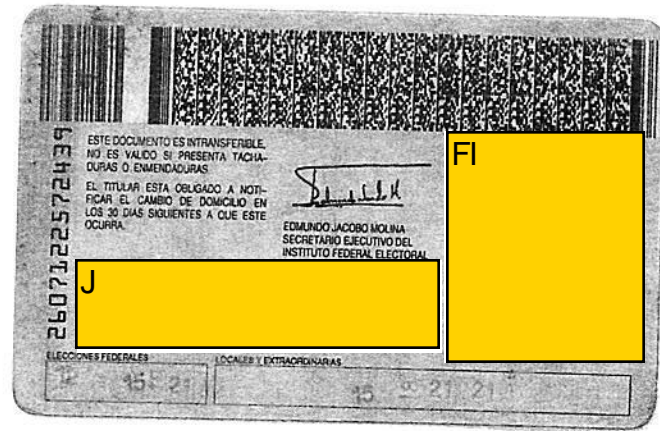 2607122572439
ESTE DOCUMENTO ES INTRANSFERIBLE,
NO ES VALIDO SI PRESENTA TACHA-
DURAS O ENMENDADURAS.
EL TITULAR ESTA OBLIGADO A NOTI-
FICAR EL CAMBIO DE DOMICILIO EN
LOS 30 DIAS SIGUIENTES A QUE ESTE
OCURRA.
EDMUNDO JACOBO MOLINA
SECRETARIO EJECUTIVO DEL
INSTITUTO FEDERAL ELECTORAL
FI
J
ELECCIONES FEDERALES
LOCALES Y EXTRAORDINARIAS
15 21
15 21 21